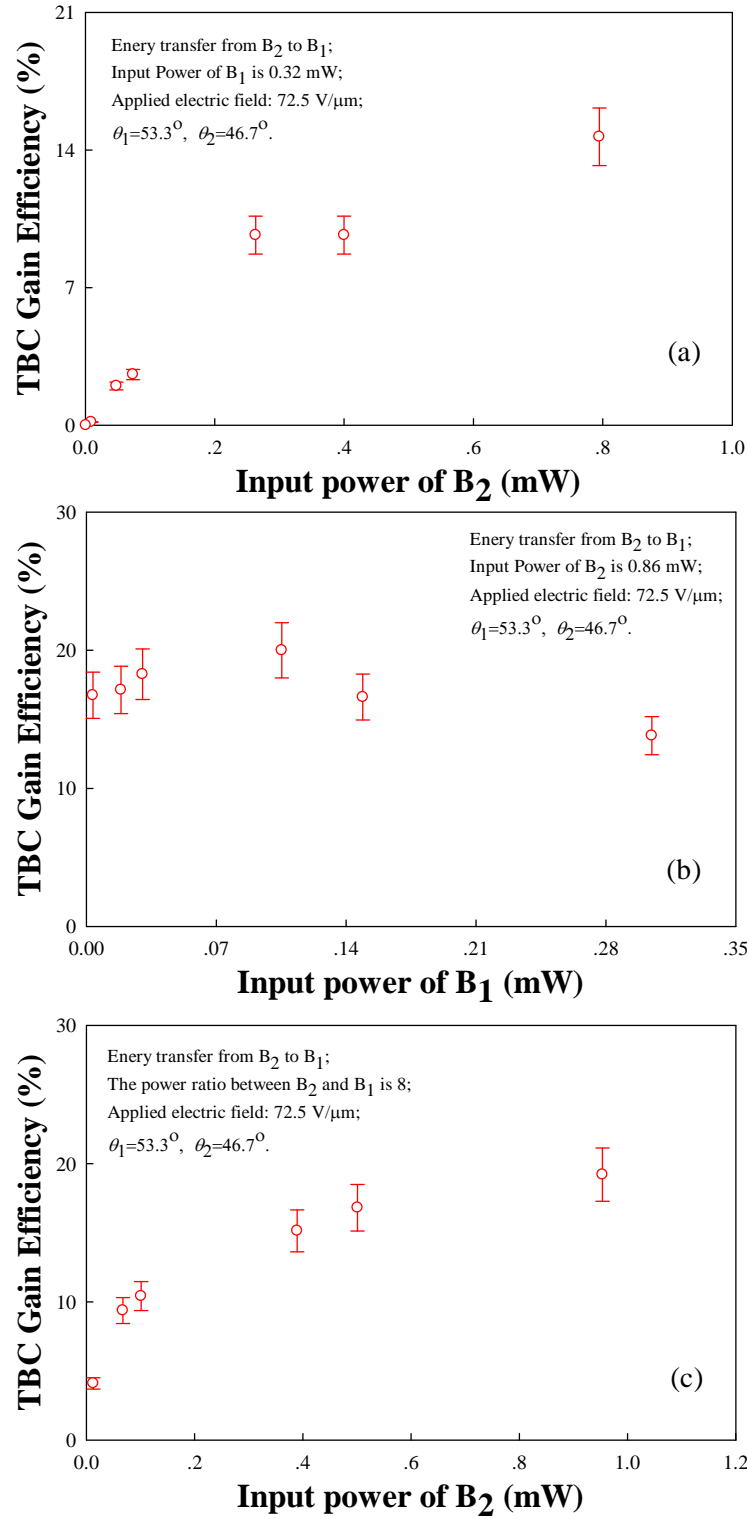 21
Enery transfer from B2 to B1;
Input Power of B1 is 0.32 mW;
Applied electric field: 72.5 V/μm;
θ1=53.3o, θ2=46.7o.
14
7
0
TBC Gain Efficiency (%)
(a)
0.0 .2 .4 .6 .8 1.0
Input power of B2 (mW)
30
Enery transfer from B2 to B1;
Input Power of B2 is 0.86 mW;
Applied electric field: 72.5 V/μm;
θ1=53.3o, θ2=46.7o.
20
10
0
TBC Gain Efficiency (%)
(b)
0.00 .07 .14 .21 .28 .35
Input power of B1 (mW)
30
Enery transfer from B2 to B1;
The power ratio between B2 and B1 is 8;
Applied electric field: 72.5 V/μm;
θ1=53.3o, θ2=46.7o.
20
10
0
TBC Gain Efficiency (%)
(c)
0.0 .2 .4 .6 .8 1.0 1.2
Input power of B2 (mW)